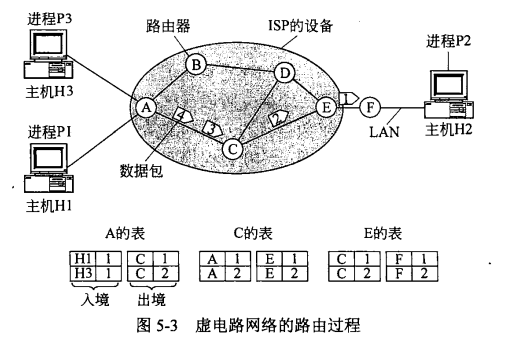 进程P3
路由器
ISP的设备
进程P2
主机H3
B
D
A
E
1
F
4
3
2
C
LAN
主机H2
进程P1
数据包
主机H1
A的表
C的表
E的表
H1 1 C 1 A 1 E 1 C 1 F 1
H3 1 C 2 A 2 E 2 C 2 F 2
入境 出境
图 5-3 虚电路网络的路由过程